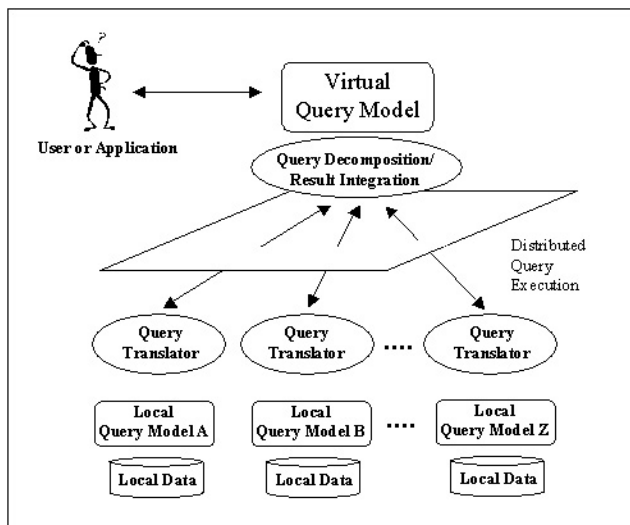 ?
Virtual
Query Model
User or Application
Query Decomposition/
Result Integration
Distributed
Query
Execution
Query
Translator
Query
Translator
....
Query
Translator
Local
Query Model A
Local
Query Model B
....
Local
Query Model Z
Local Data
Local Data
Local Data